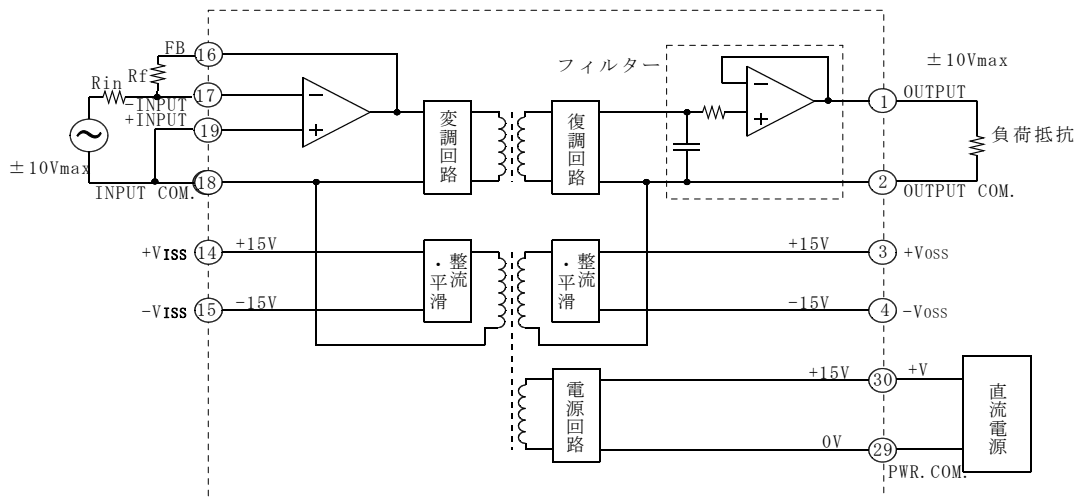 FB
16
±10Vmax
フィルター
Rf
Rin
17
-INPUT
1
OUTPUT
+INPUT
19
変調回路
復調回路
負荷抵抗
±10Vmax
INPUT COM.
18
2
OUTPUT COM.
+VISS
14
+15V
整流・平滑
整流・平滑
+15V
3
+VOSS
-VISS
15
-15V
-15V
4
-VOSS
電源回路
+15V
30
+V
直流電源
0V
29
PWR.COM.